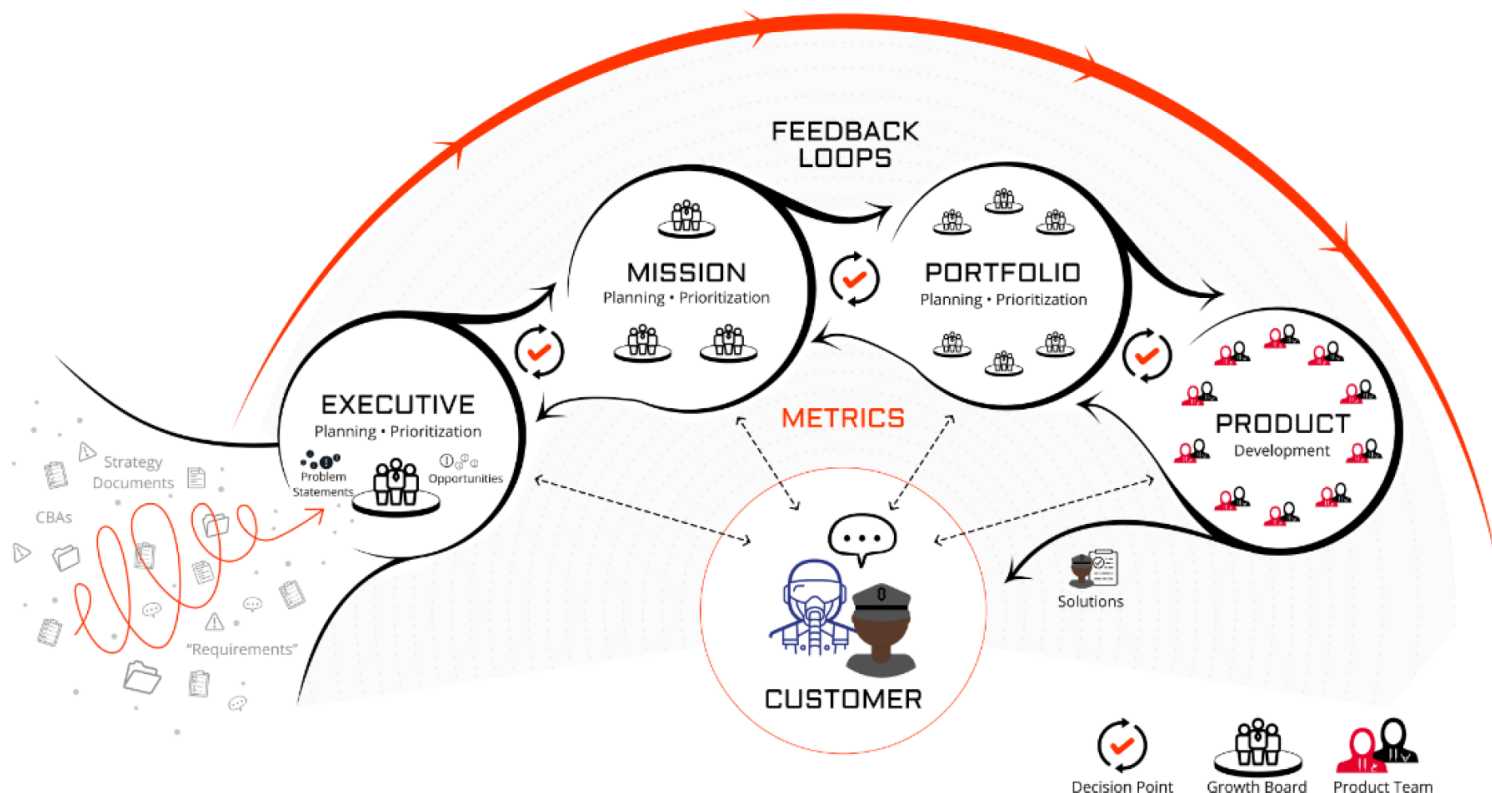 FEEDBACK
LOOPS
MISSION
Planning • Prioritization
PORTFOLIO
Planning • Prioritization
EXECUTIVE
Planning • Prioritization
Problem
Statements
Opportunities
METRICS
PRODUCT
Development
Strategy
Documents
CBAs
"Requirements"
Solutions
CUSTOMER
Decision Point
Growth Board
Product Team